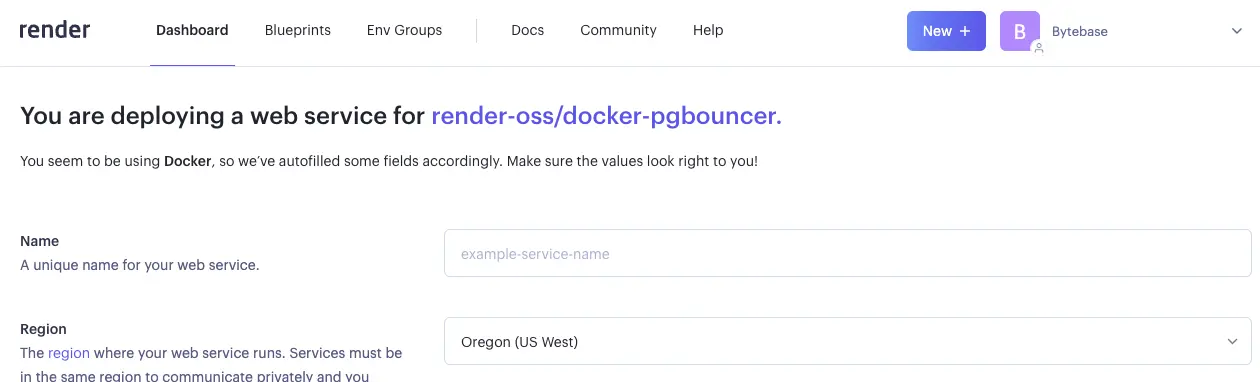 render Dashboard Blueprints Env Groups Docs Community Help New + B Bytebase
You are deploying a web service for render-oss/docker-pgbouncer.
You seem to be using Docker, so we've autofilled some fields accordingly. Make sure the values look right to you!
Name
A unique name for your web service.
example-service-name
Region
The region where your web service runs. Services must be
in the same region to communicate privately and you
Oregon (US West)